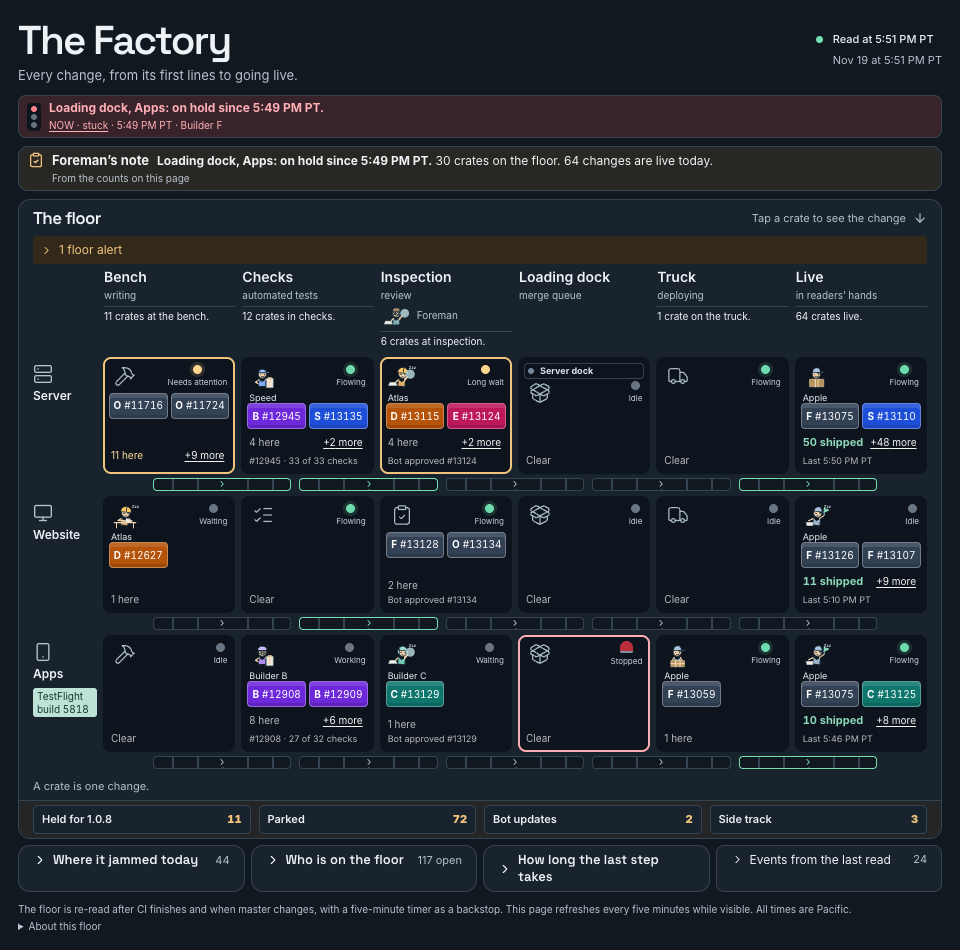 The Factory
Every change, from its first lines to going live.
Read at 5:51 PM PT
Nov 19 at 5:51 PM PT
Loading dock, Apps: on hold since 5:49 PM PT.
NOW · stuck · 5:49 PM PT · Builder F
Foreman's note Loading dock, Apps: on hold since 5:49 PM PT. 30 crates on the floor. 64 changes are live today.
From the counts on this page
The floor
Tap a crate to see the change
1 floor alert
Bench
writing
11 crates at the bench.
Checks
automated tests
12 crates in checks.
Inspection
review
Foreman
6 crates at inspection.
Loading dock
merge queue
Truck
deploying
1 crate on the truck.
Live
in readers' hands
64 crates live.
Server
Needs attention
O #11716 O #11724
11 here +9 more
Flowing
Speed
B #12945 S #13135
4 here +2 more
#12945 · 33 of 33 checks
Long wait
Atlas
D #13115 E #13124
4 here +2 more
Bot approved #13124
Server dock
Idle
Clear
Flowing
Clear
Flowing
Apple
F #13075 S #13110
50 shipped +48 more
Last 5:50 PM PT
Website
Waiting
Atlas
D #12627
1 here
Flowing
Clear
Flowing
F #13128 O #13134
2 here
Bot approved #13134
Idle
Clear
Idle
Clear
Idle
Apple
F #13126 F #13107
11 shipped +9 more
Last 5:10 PM PT
Apps
TestFlight
build 5818
Idle
Clear
Working
Builder B
B #12908 B #12909
8 here +6 more
#12908 · 27 of 32 checks
Waiting
Builder C
C #13129
1 here
Bot approved #13129
Stopped
Clear
Flowing
Apple
F #13059
1 here
Flowing
Apple
F #13075 C #13125
10 shipped +8 more
Last 5:46 PM PT
A crate is one change.
Held for 1.0.8 11
Parked 72
Bot updates 2
Side track 3
Where it jammed today 44
Who is on the floor 117 open
How long the last step
takes
Events from the last read 24
The floor is re-read after CI finishes and when master changes, with a five-minute timer as a backstop. This page refreshes every five minutes while visible. All times are Pacific.
About this floor